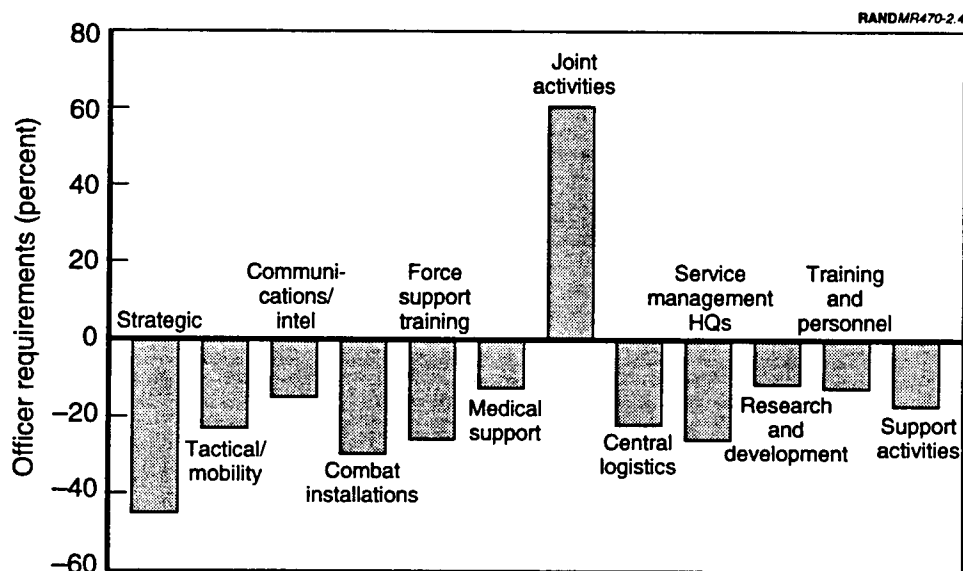 RANDMR470-2.4
80
60
40
20
0
−20
−40
−60
Officer requirements (percent)
Strategic
Tactical/
mobility
Communi-
cations/
intel
Combat
installations
Force
support
training
Medical
support
Joint
activities
Central
logistics
Service
management
HQs
Research
and
development
Training
and
personnel
Support
activities